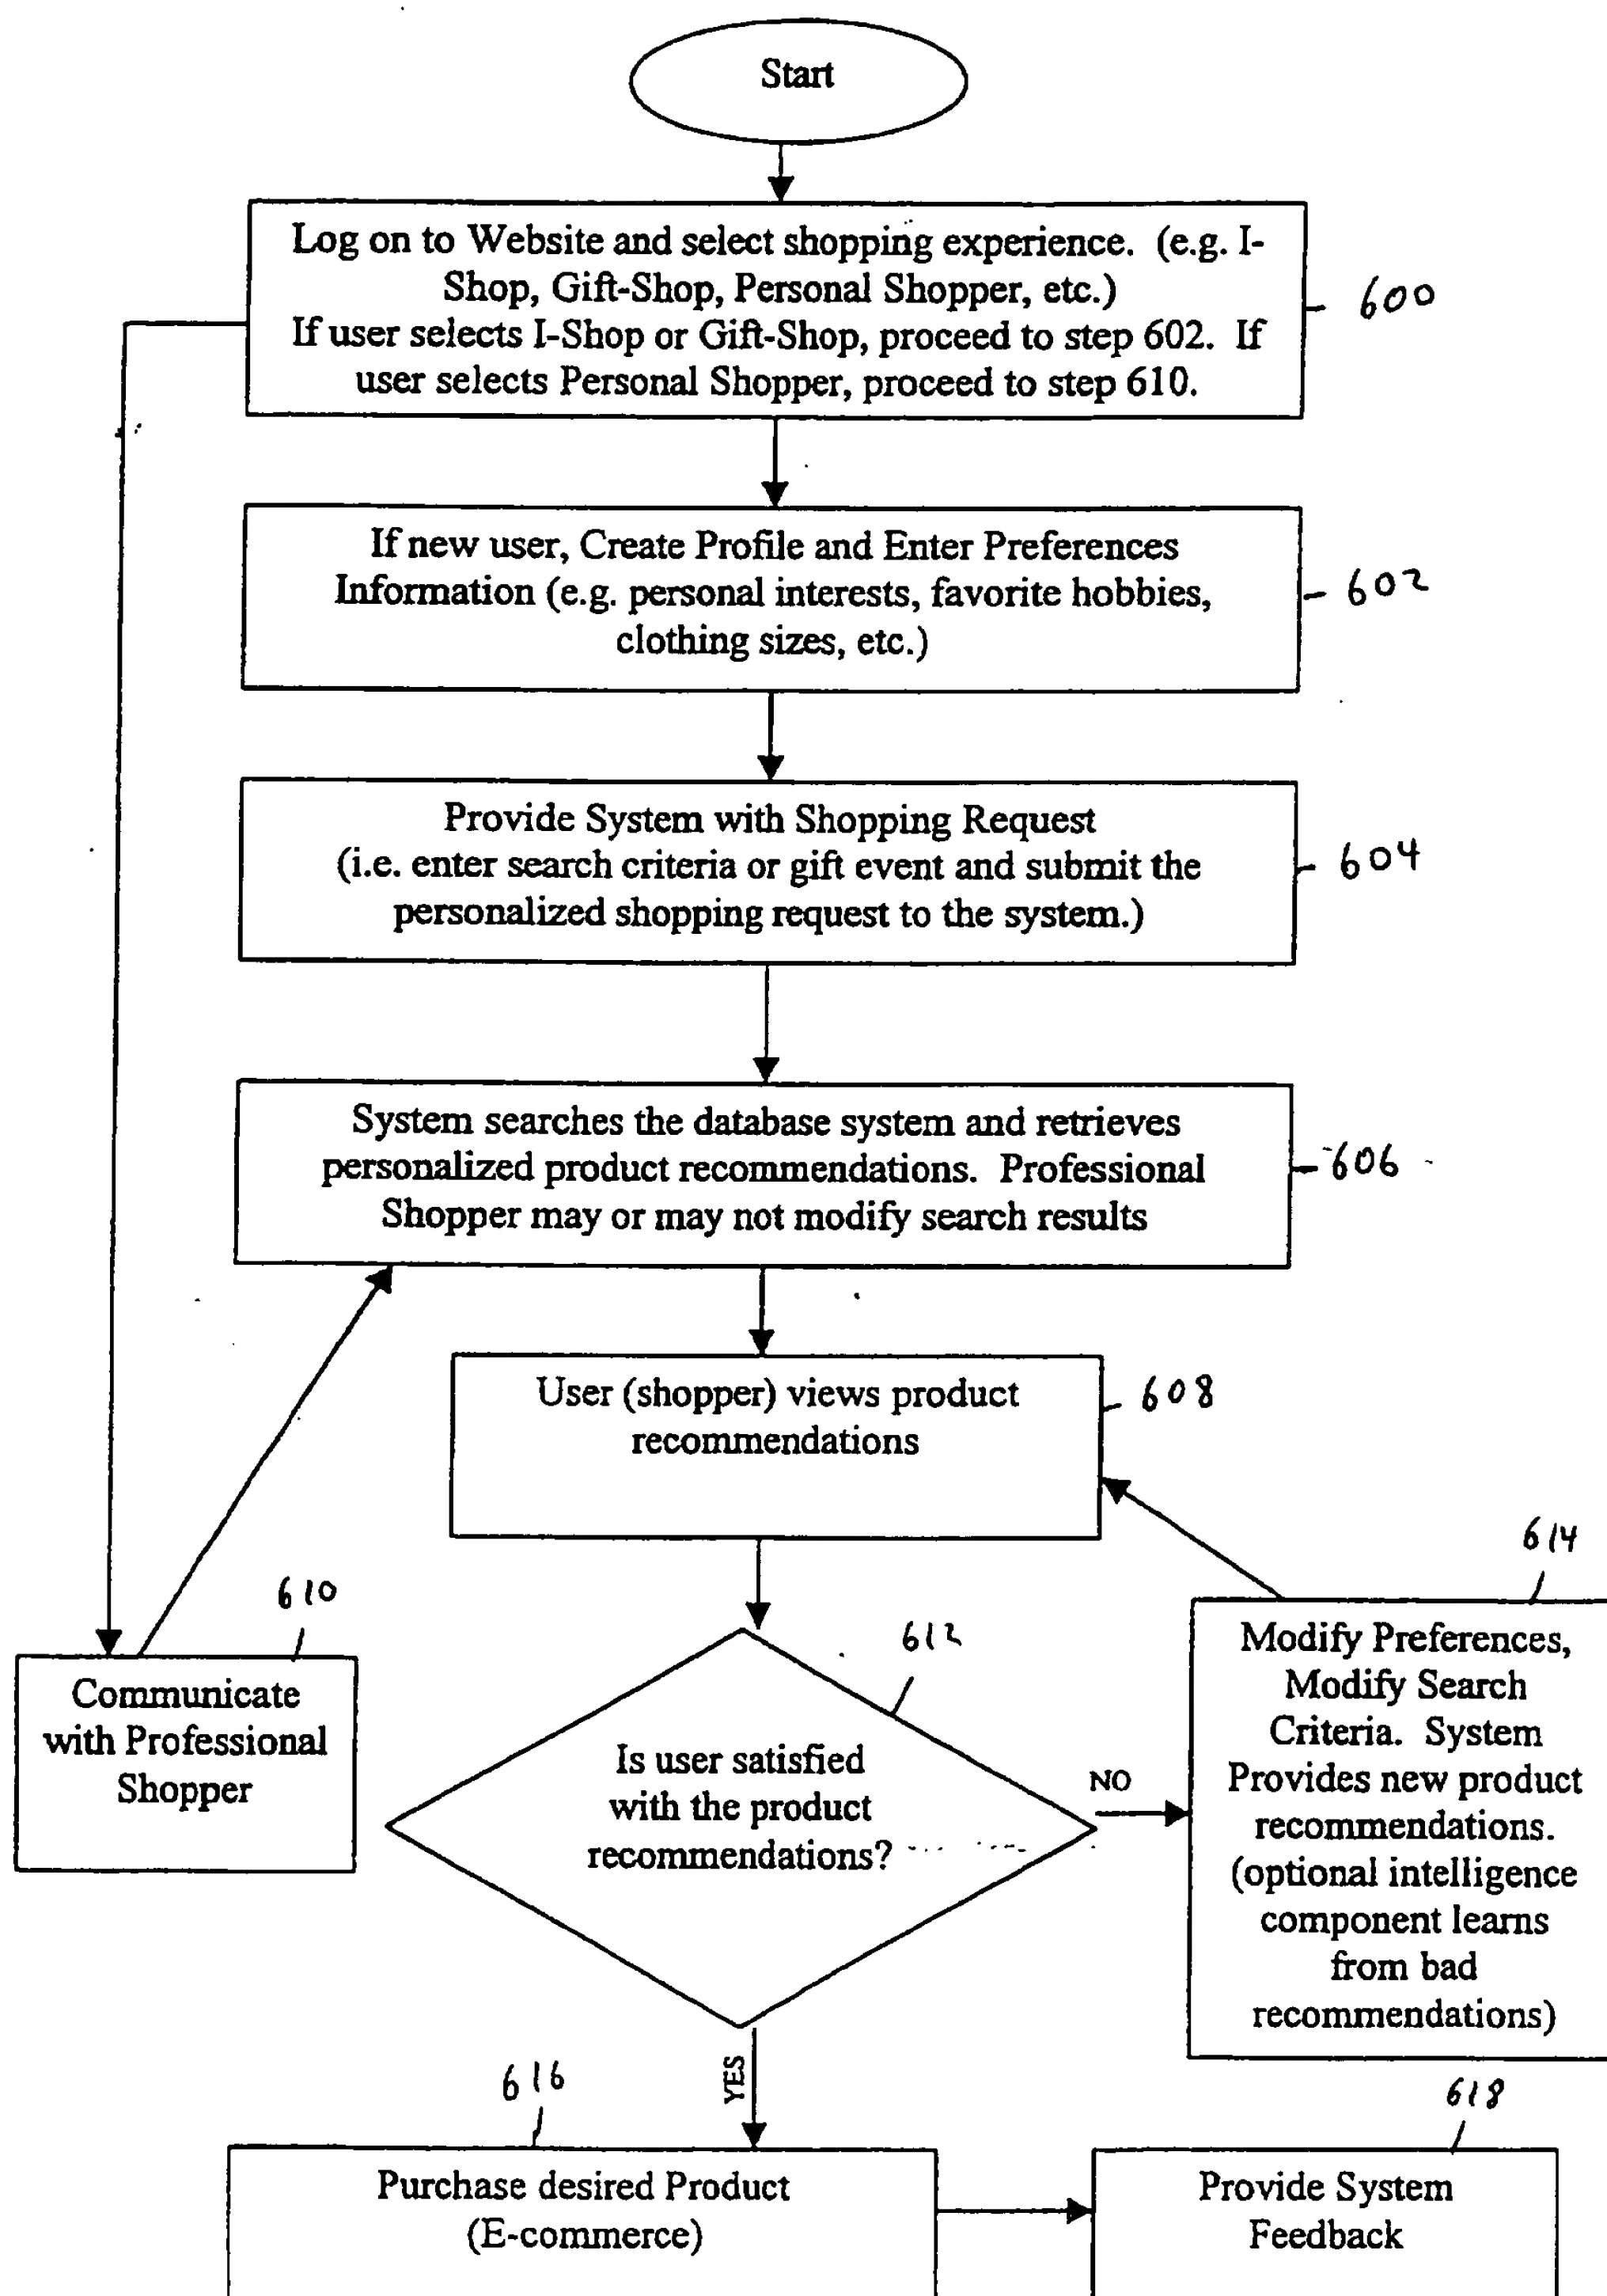 Start
Log on to Website and select shopping experience. (e.g. I-
Shop, Gift-Shop, Personal Shopper, etc.)
If user selects I-Shop or Gift-Shop, proceed to step 602. If
user selects Personal Shopper, proceed to step 610.
600
If new user, Create Profile and Enter Preferences
Information (e.g. personal interests, favorite hobbies,
clothing sizes, etc.)
602
Provide System with Shopping Request
(i.e. enter search criteria or gift event and submit the
personalized shopping request to the system.)
604
System searches the database system and retrieves
personalized product recommendations. Professional
Shopper may or may not modify search results
606
User (shopper) views product
recommendations
608
610
Communicate
with Professional
Shopper
612
Is user satisfied
with the product
recommendations?
NO
614
Modify Preferences,
Modify Search
Criteria. System
Provides new product
recommendations.
(optional intelligence
component learns
from bad
recommendations)
YES
616
Purchase desired Product
(E-commerce)
618
Provide System
Feedback